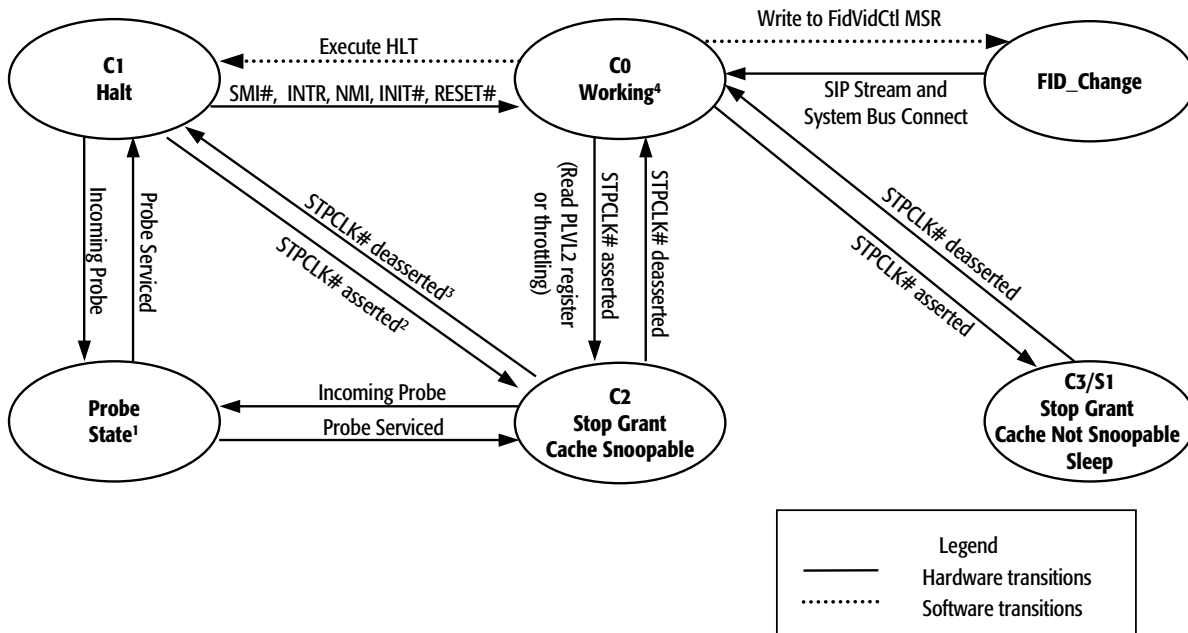 Write to FidVidCtl MSR
Execute HLT
C1
Halt
C0
Working⁴
FID_Change
SMI#, INTR, NMI, INIT#, RESET#
SIP Stream and
System Bus Connect
Incoming Probe
Probe Serviced
STPCLK# deasserted³
STPCLK# asserted²
(Read PLVL2 register
or throttling)
STPCLK# asserted
STPCLK# deasserted
STPCLK# deasserted
STPCLK# asserted
Probe
State¹
Incoming Probe
Probe Serviced
C2
Stop Grant
Cache Snoopable
C3/S1
Stop Grant
Cache Not Snoopable
Sleep
Legend
Hardware transitions
Software transitions